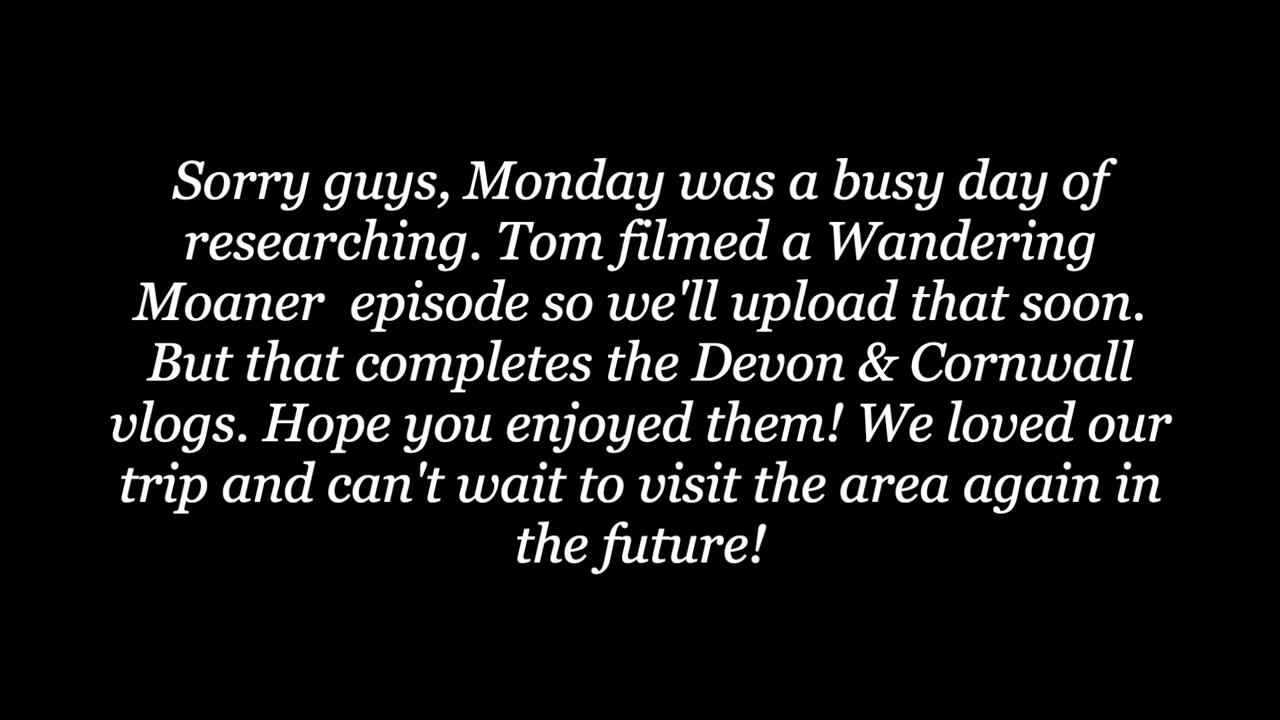 Sorry guys, Monday was a busy day of
researching. Tom filmed a Wandering
Moaner  episode so we'll upload that soon.
But that completes the Devon & Cornwall
vlogs. Hope you enjoyed them! We loved our
trip and can't wait to visit the area again in
the future!